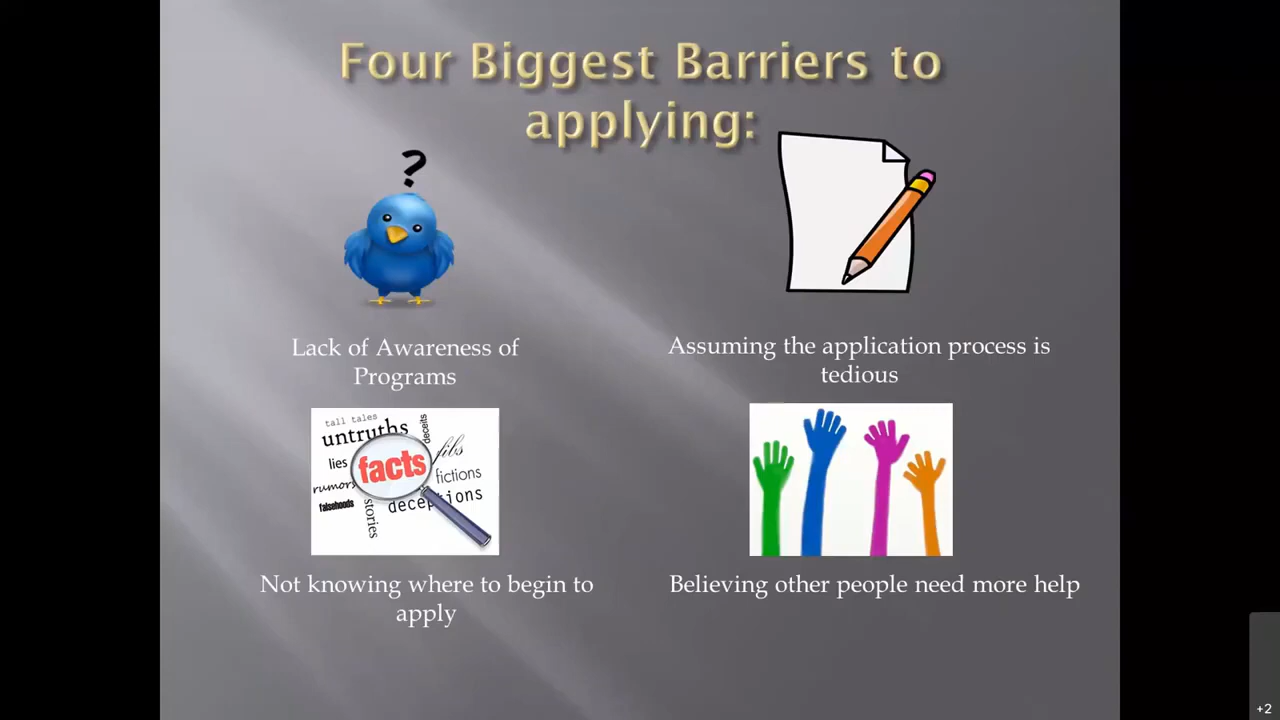 Four Biggest Barriers to
applying:
?
Lack of Awareness of
Programs
Assuming the application process is
tedious
tall tales
untruths
deceits
lies
facts
fibs
rumors
fictions
falsehoods
stories
deceptions
Not knowing where to begin to
apply
Believing other people need more help
+2